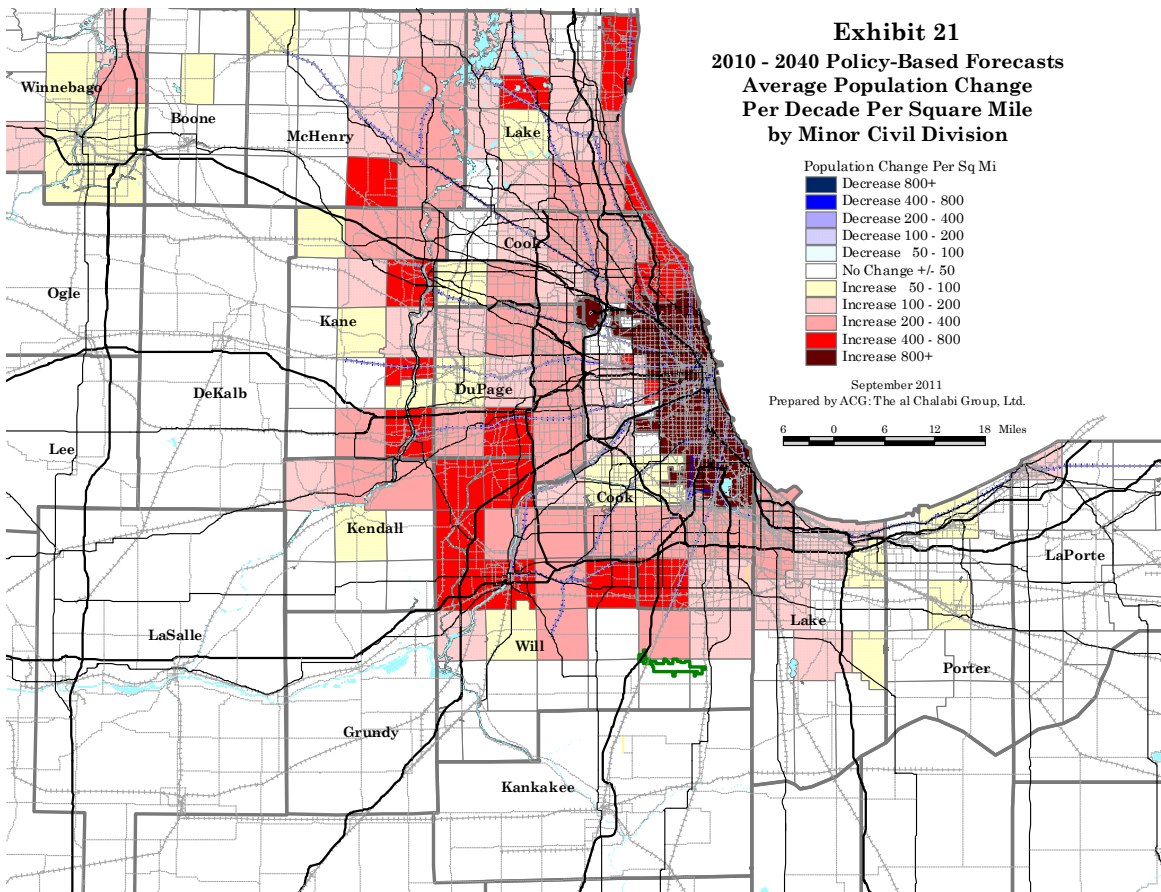 Exhibit 21
2010 - 2040 Policy-Based Forecasts
Average Population Change
Per Decade Per Square Mile
by Minor Civil Division
Population Change Per Sq Mi
Decrease 800+
Decrease 400 - 800
Decrease 200 - 400
Decrease 100 - 200
Decrease 50 - 100
No Change +/- 50
Increase 50 - 100
Increase 100 - 200
Increase 200 - 400
Increase 400 - 800
Increase 800+
September 2011
Prepared by ACG: The al Chalabi Group, Ltd.
6 0 6 12 18 Miles
Winnebago
Boone
McHenry
Lake
Cook
Ogle
Kane
DeKalb
DuPage
Lee
Cook
Kendall
LaPorte
LaSalle
Will
Lake
Porter
Grundy
Kankakee